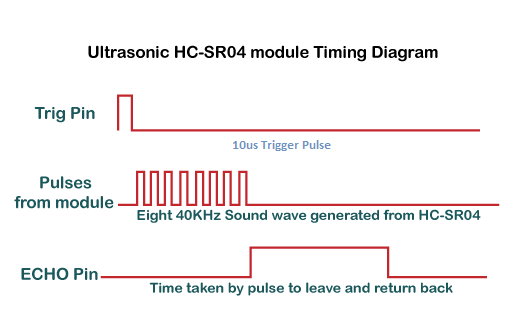 Ultrasonic HC-SR04 module Timing Diagram
Trig Pin
10us Trigger Pulse
Pulses
from module
Eight 40KHz Sound wave generated from HC-SR04
ECHO Pin
Time taken by pulse to leave and return back